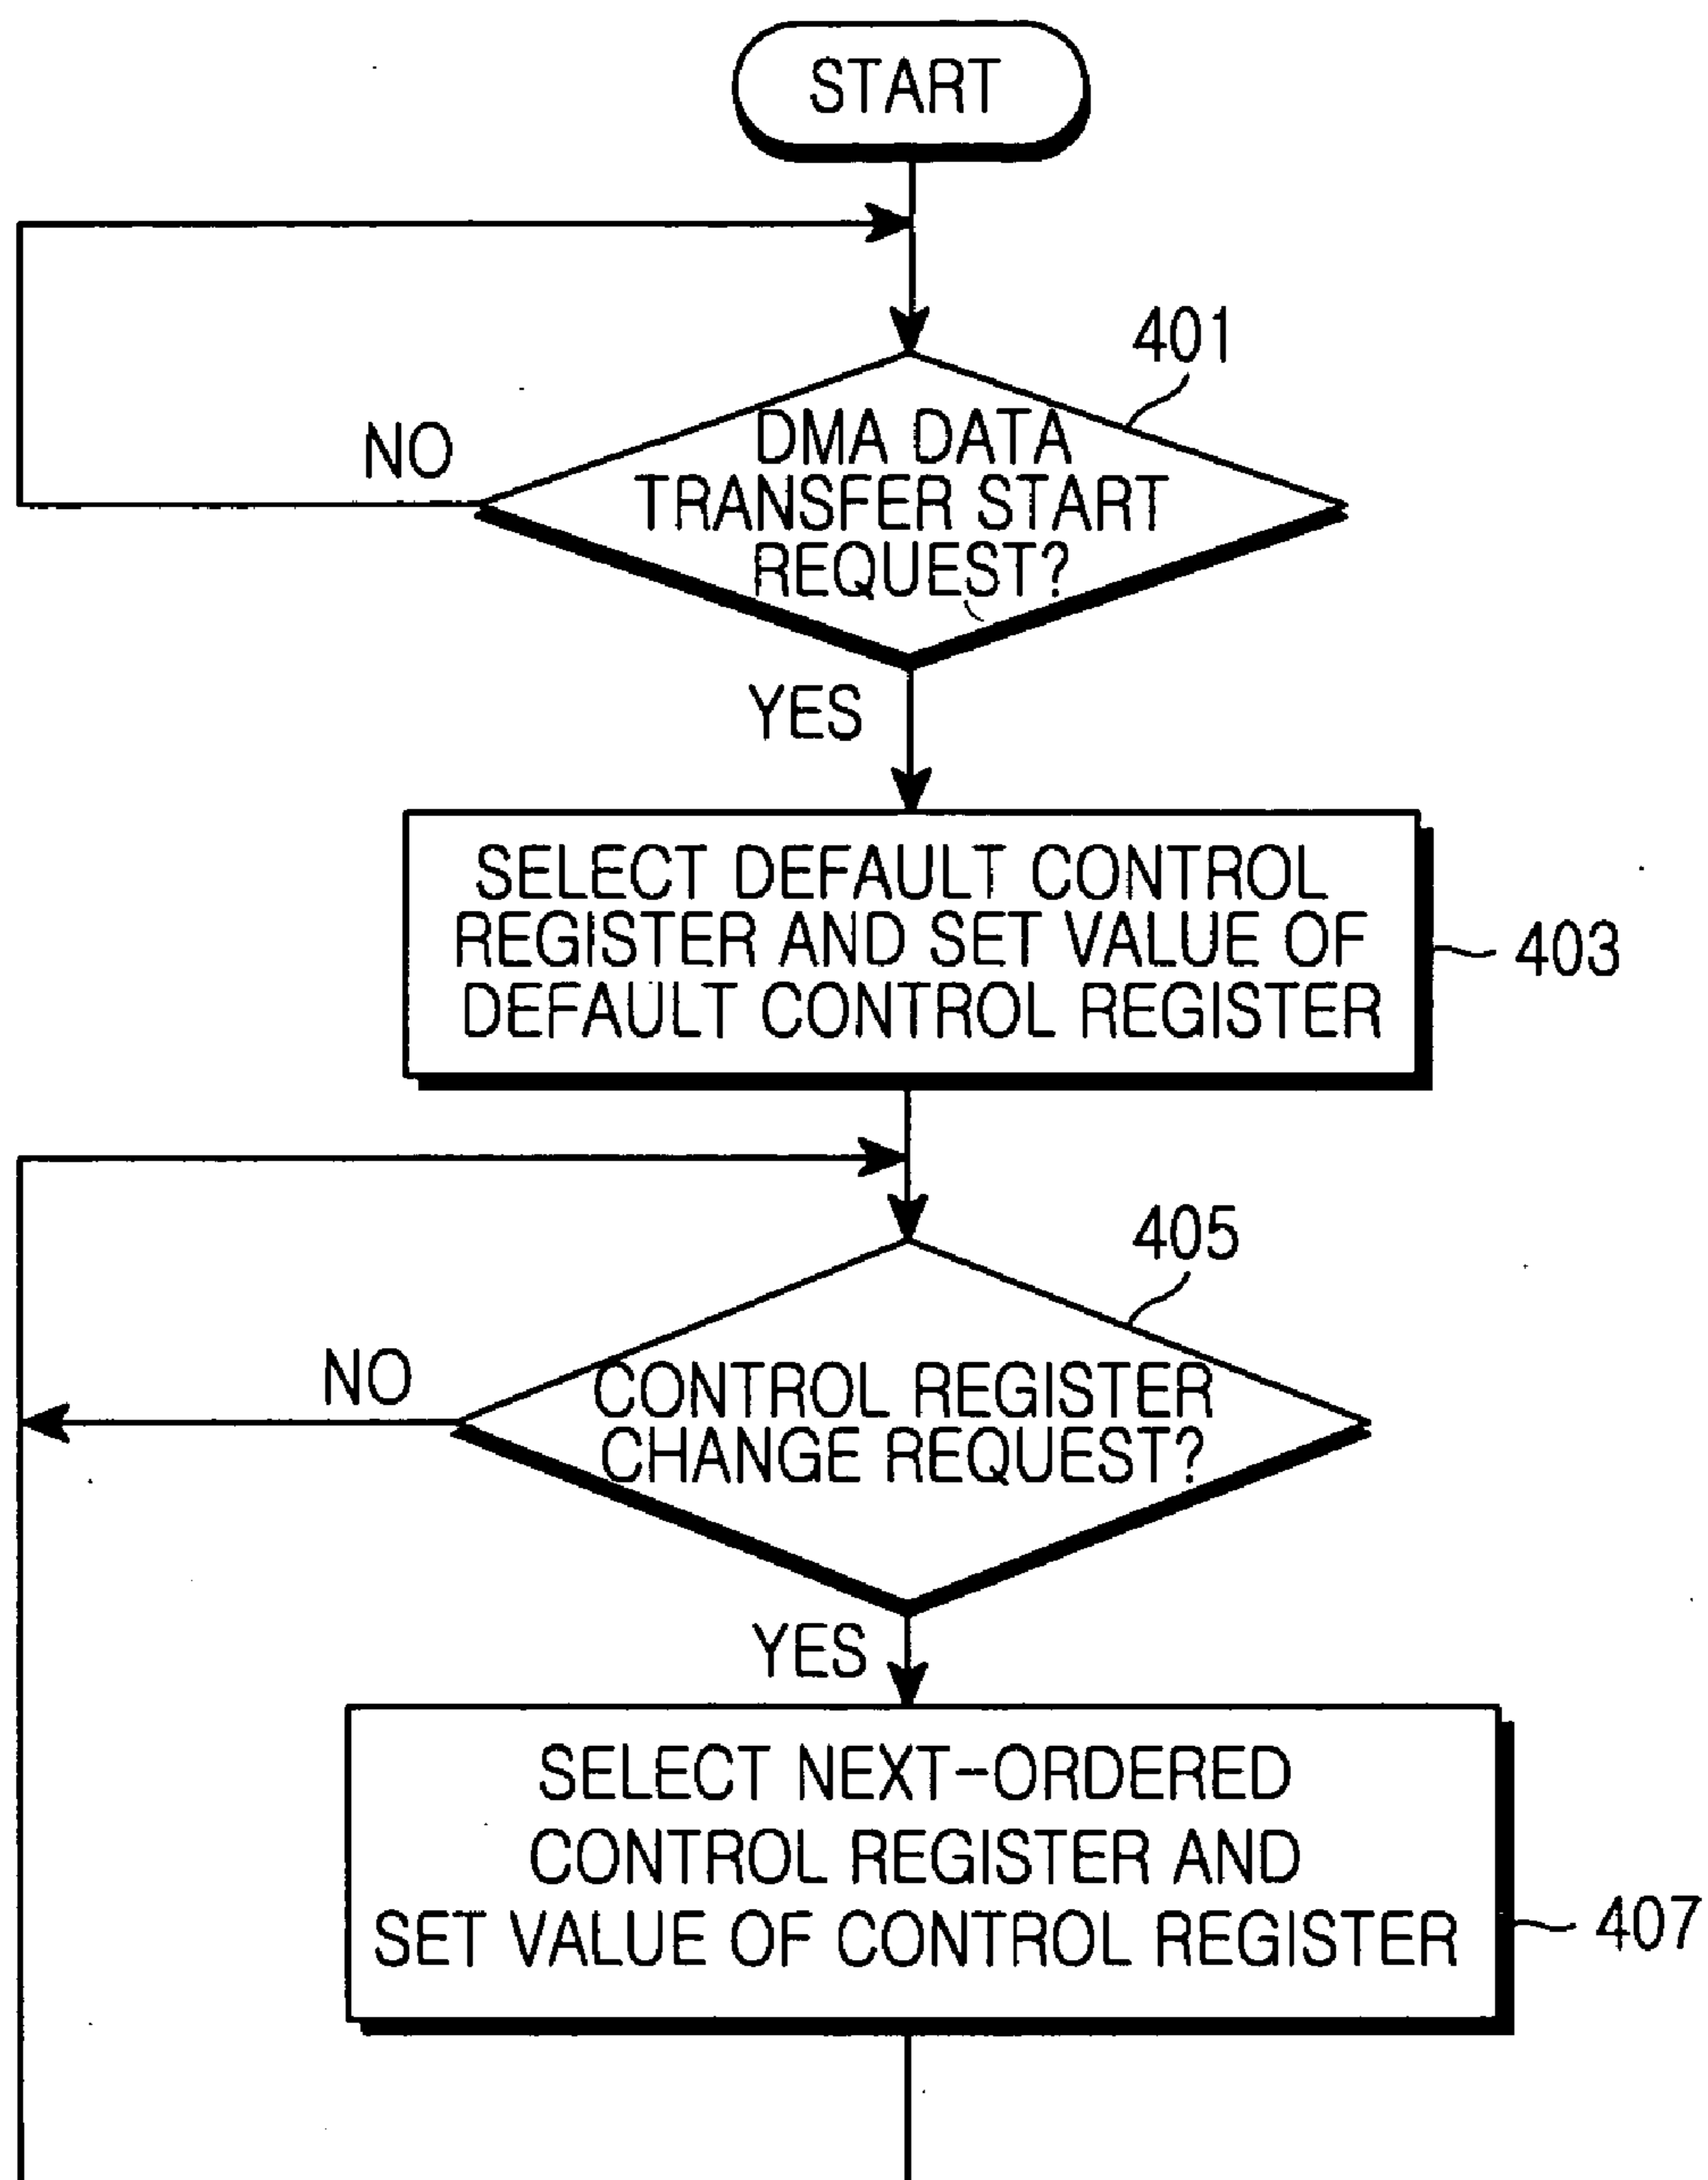 START
401
NO
DMA DATA
TRANSFER START
REQUEST?
YES
SELECT DEFAULT CONTROL
REGISTER AND SET VALUE OF
DEFAULT CONTROL REGISTER
403
405
NO
CONTROL REGISTER
CHANGE REQUEST?
YES
SELECT NEXT-ORDERED
CONTROL REGISTER AND
SET VALUE OF CONTROL REGISTER
407